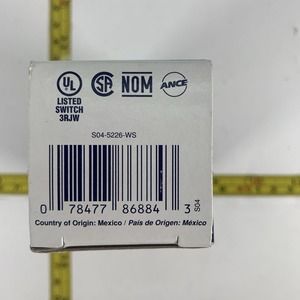 UL
LISTED
SWITCH
3RJW
SA
NOM
ANCE
S04-5226-WS
0 78477 86884 3
S04
Country of Origin: Mexico / País de Origen: México